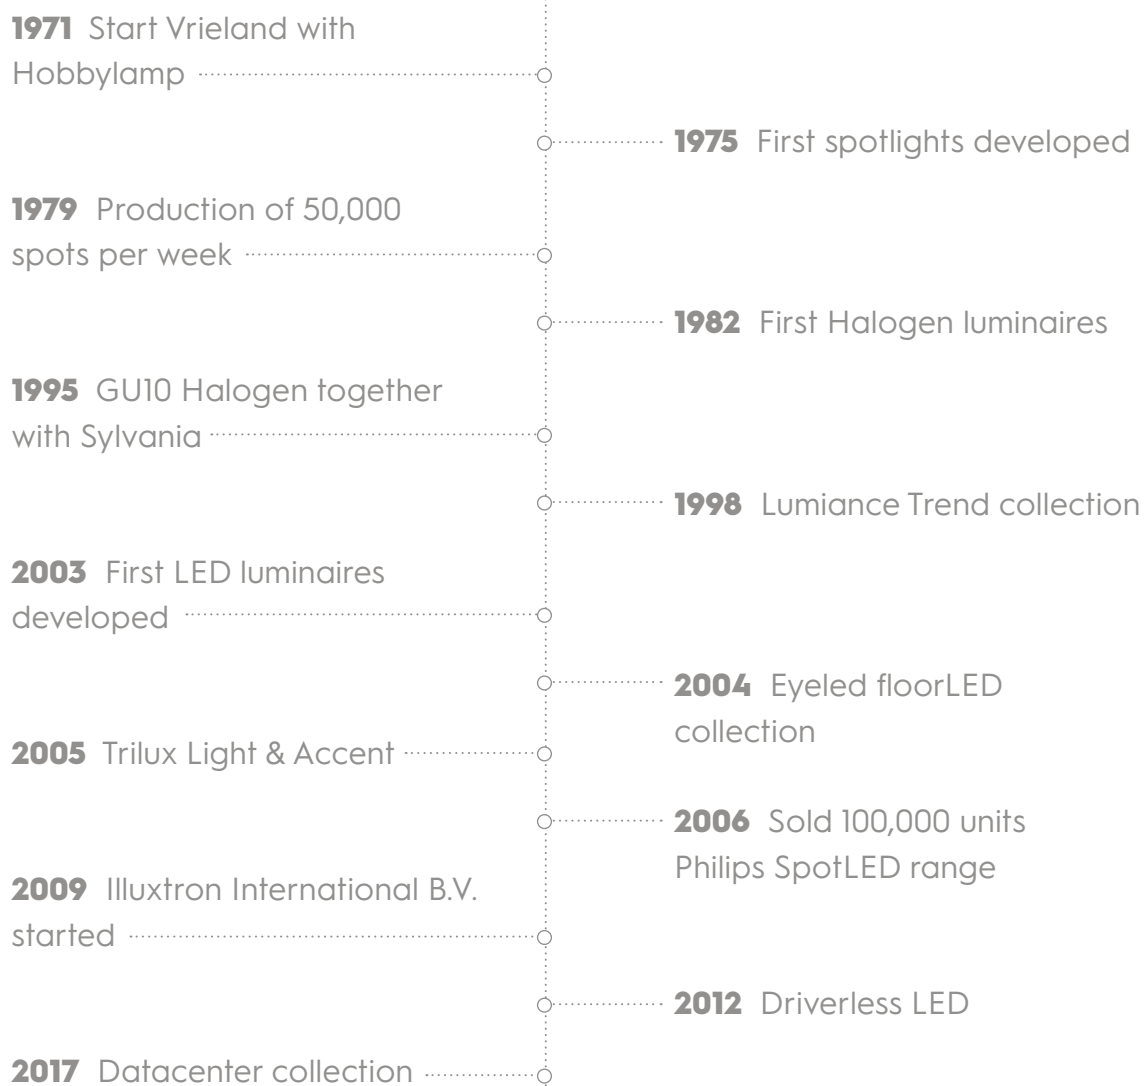 1971 Start Vrieland with
Hobbylamp
1975 First spotlights developed
1979 Production of 50,000
spots per week
1982 First Halogen luminaires
1995 GU10 Halogen together
with Sylvania
1998 Lumiance Trend collection
2003 First LED luminaires
developed
2004 Eyeled floorLED
collection
2005 Trilux Light & Accent
2006 Sold 100,000 units
Philips SpotLED range
2009 Illuxtron International B.V.
started
2012 Driverless LED
2017 Datacenter collection